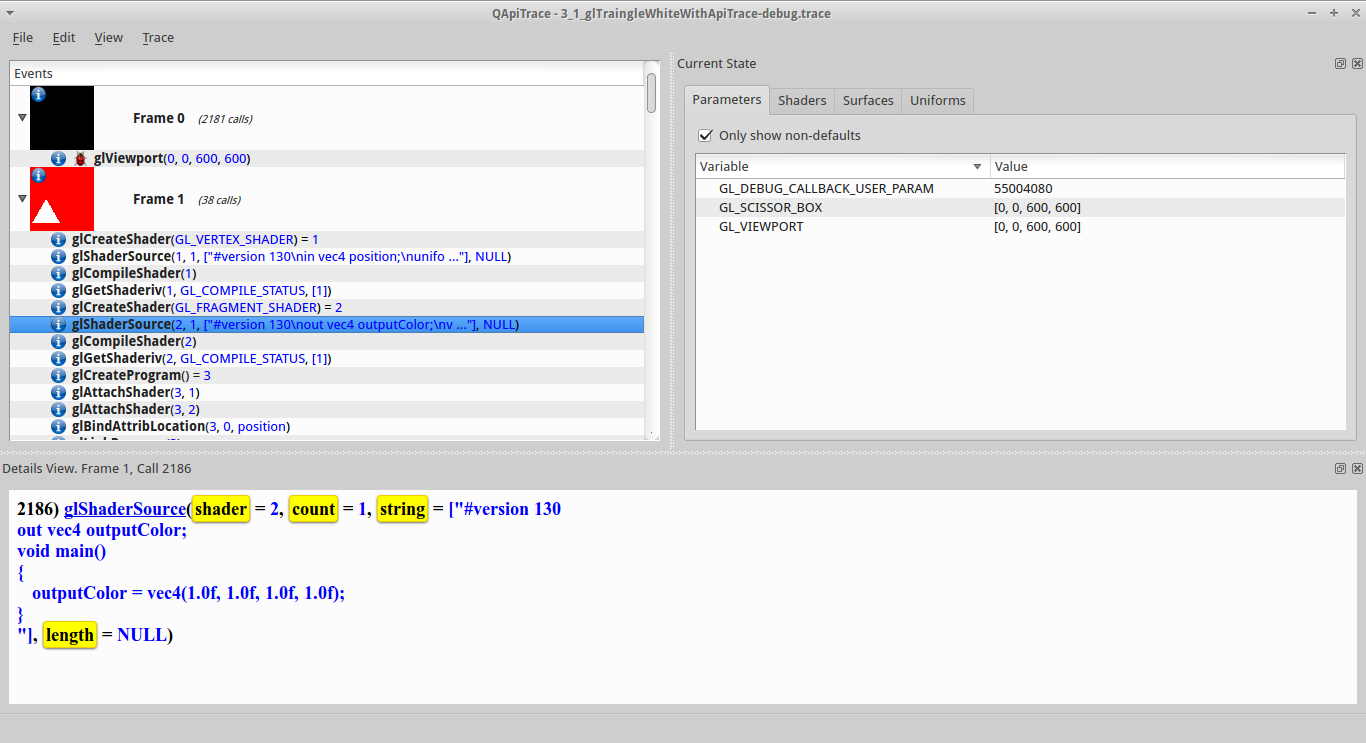 QApiTrace - 3_1_glTraingleWhiteWithApiTrace-debug.trace
File Edit View Trace
Events
Frame 0 (2181 calls)
glViewport(0, 0, 600, 600)
Frame 1 (38 calls)
glCreateShader(GL_VERTEX_SHADER) = 1
glShaderSource(1, 1, ["#version 130\nin vec4 position;\nunifo ..."], NULL)
glCompileShader(1)
glGetShaderiv(1, GL_COMPILE_STATUS, [1])
glCreateShader(GL_FRAGMENT_SHADER) = 2
glShaderSource(2, 1, ["#version 130\nout vec4 outputColor;\nv ..."], NULL)
glCompileShader(2)
glGetShaderiv(2, GL_COMPILE_STATUS, [1])
glCreateProgram() = 3
glAttachShader(3, 1)
glAttachShader(3, 2)
glBindAttribLocation(3, 0, position)
Current State
Parameters Shaders Surfaces Uniforms
Only show non-defaults
Variable Value
GL_DEBUG_CALLBACK_USER_PARAM 55004080
GL_SCISSOR_BOX [0, 0, 600, 600]
GL_VIEWPORT [0, 0, 600, 600]
Details View. Frame 1, Call 2186
2186) glShaderSource(shader = 2, count = 1, string = ["#version 130
out vec4 outputColor;
void main()
{
outputColor = vec4(1.0f, 1.0f, 1.0f, 1.0f);
}
"], length = NULL)